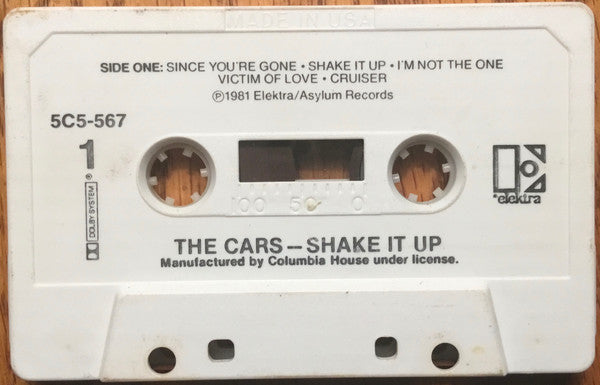 MADE IN USA
SIDE ONE: SINCE YOU'RE GONE • SHAKE IT UP • I'M NOT THE ONE
VICTIM OF LOVE • CRUISER
℗1981 Elektra/Asylum Records
5C5-567
1
® DOLBY SYSTEM
100 50 0
elektra
THE CARS — SHAKE IT UP
Manufactured by Columbia House under license.